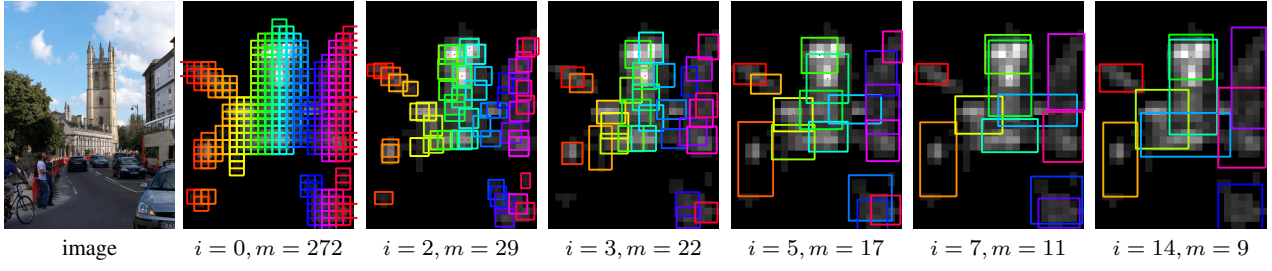 image
i = 0, m = 272
i = 2, m = 29
i = 3, m = 22
i = 5, m = 17
i = 7, m = 11
i = 14, m = 9